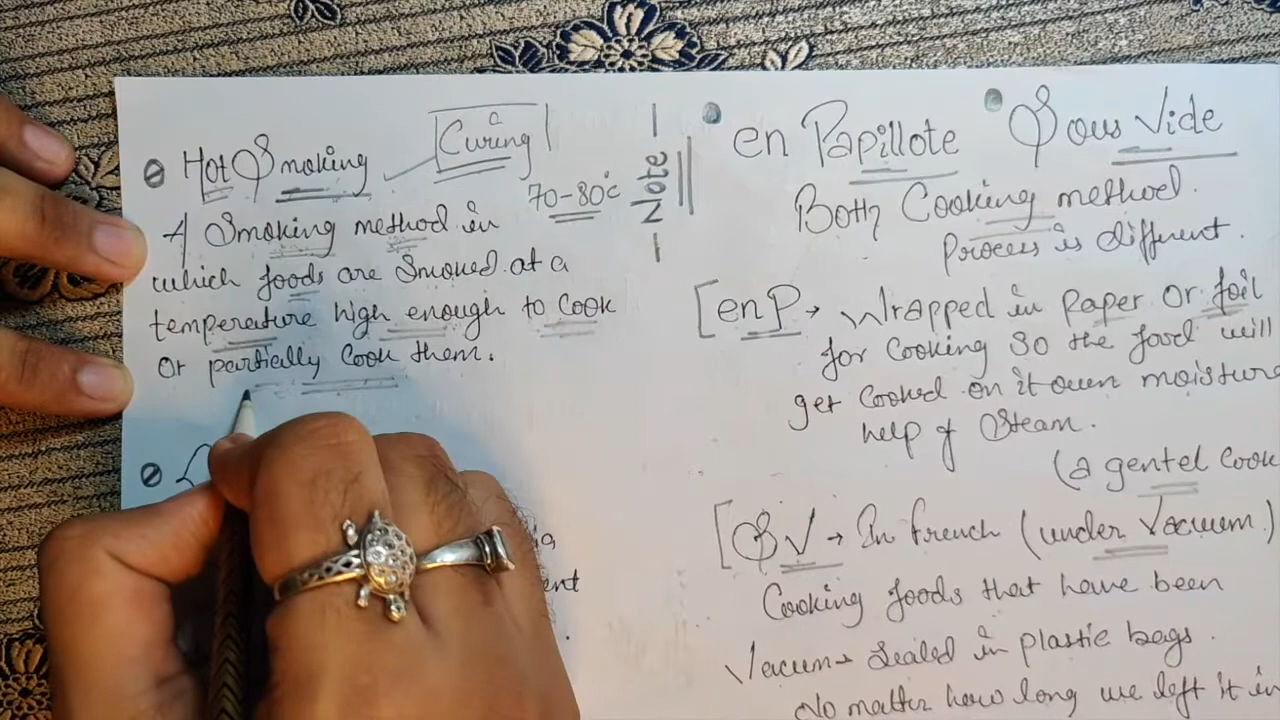 Hot Smoking
Curing
70-80°c
A Smoking method in
which foods are Smoked at a
temperature high enough to Cook
Or partially Cook them.
ent
— Note —
en Papillote
Sous Vide
Both Cooking method.
Process is different.
[en P → Wrapped in Paper Or foil
for Cooking So the food will
get Cooked on it own moisture
help of Steam.
(a gentel Cook
[SV → In french (under Vacuum)
Cooking foods that have been
Vacum → Sealed in plastic bags.
No matter how long we left it in